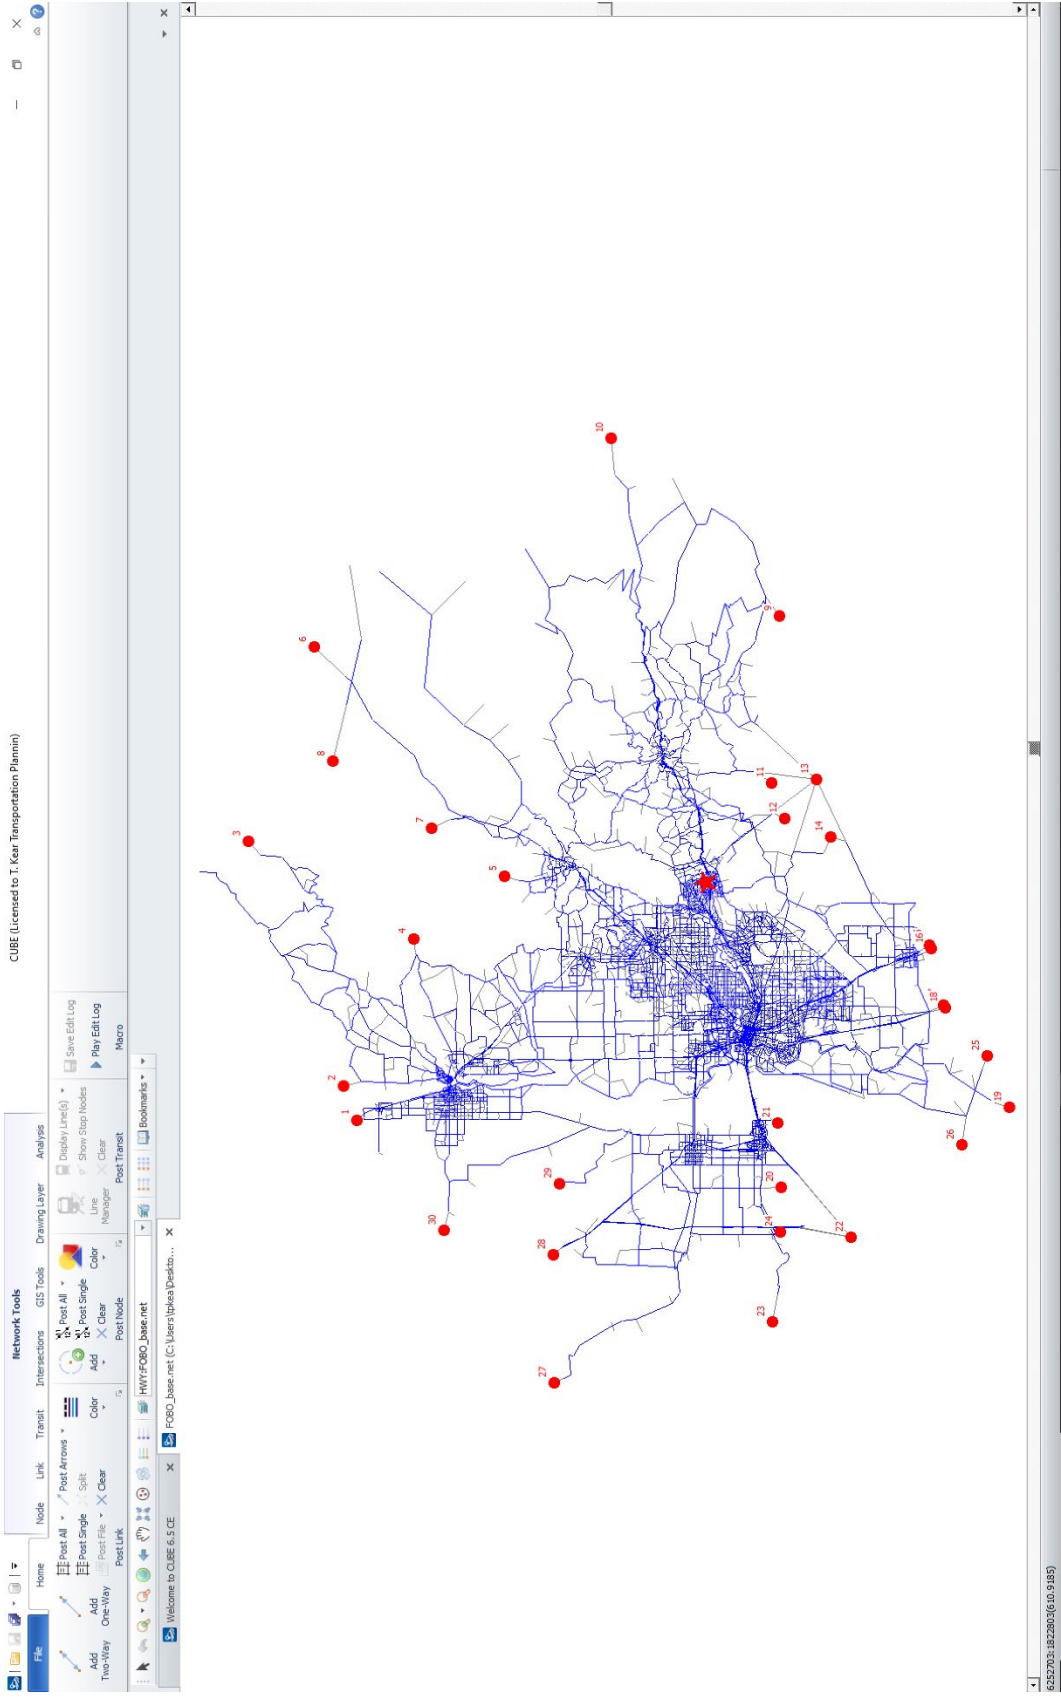 CUBE (Licensed to T. Kear Transportation Plannin)
Network Tools
File Home Node Link Transit Intersections GIS Tools Drawing Layer Analysis
Add Two-Way
Add One-Way
Post All
Post Single
Post File
Post Arrows
Split
Clear
Color
Post Link
Add
Post All
Post Single
Clear
Color
Post Node
Line Manager
Display Line(s)
Show Stop Nodes
Clear
Post Transit
Save Edit Log
Play Edit Log
Macro
HWY:FOBO_base.net
Bookmarks
Welcome to CUBE 6.5 CE
FOBO_base.net (C:\Users\tpkea\Deskto...
3
6
8
2
1
7
4
30
5
27
28
29
10
9
11
23
24
20
21
12
13
14
22
16
18
26
25
19
6252703:1822803(610.9185)